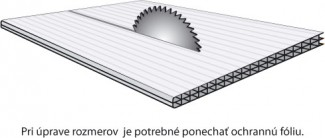 Pri úprave rozmerov  je potrebné ponechať ochrannú fóliu.